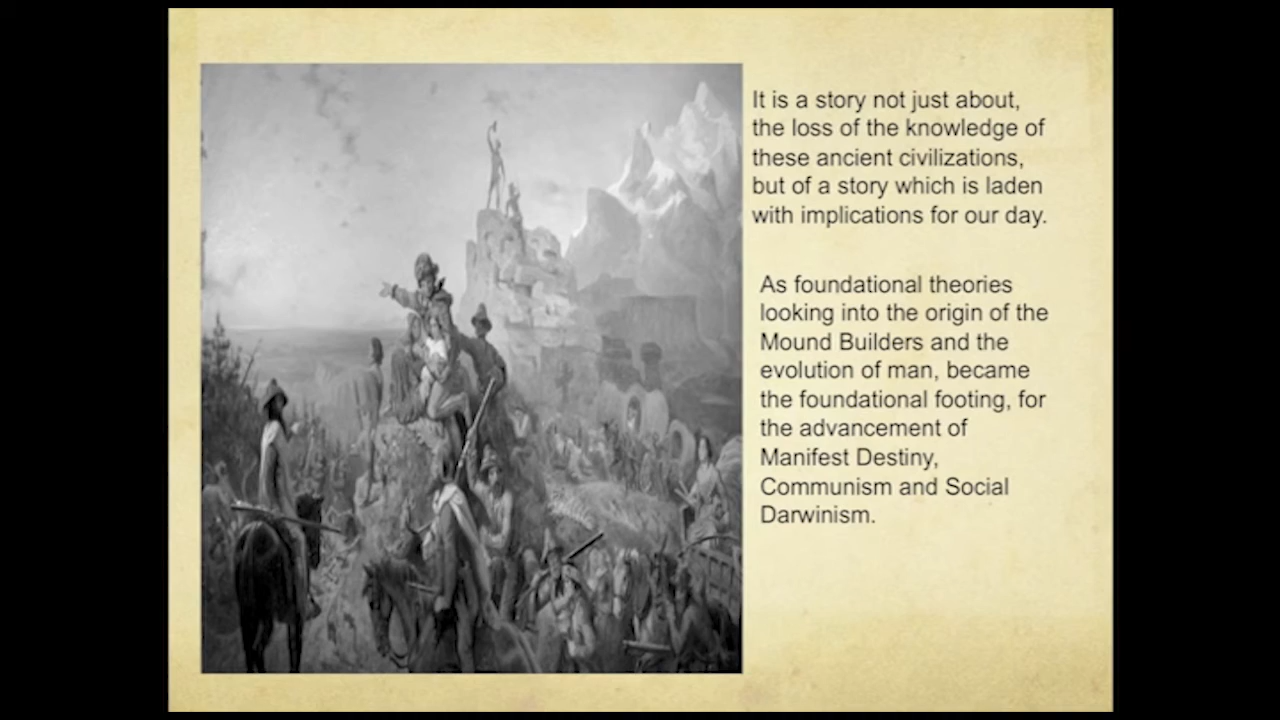 It is a story not just about,
the loss of the knowledge of
these ancient civilizations,
but of a story which is laden
with implications for our day.
As foundational theories
looking into the origin of the
Mound Builders and the
evolution of man, became
the foundational footing, for
the advancement of
Manifest Destiny,
Communism and Social
Darwinism.